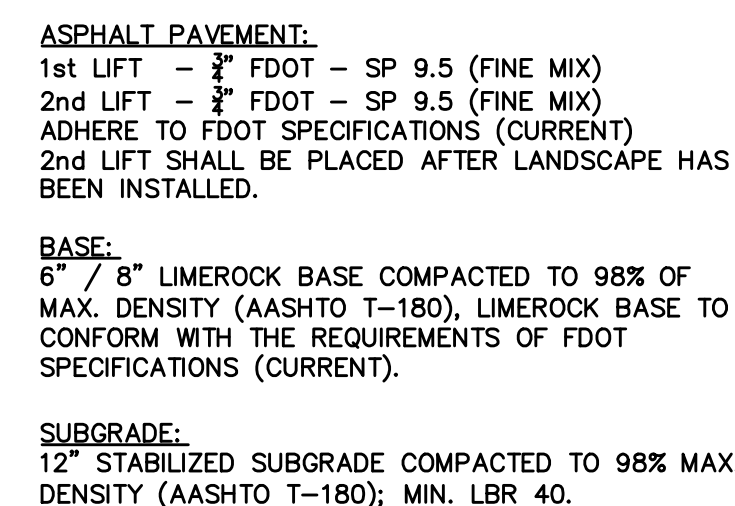 ASPHALT PAVEMENT:
1st LIFT – ¾” FDOT – SP 9.5 (FINE MIX)
2nd LIFT – ¾” FDOT – SP 9.5 (FINE MIX)
ADHERE TO FDOT SPECIFICATIONS (CURRENT)
2nd LIFT SHALL BE PLACED AFTER LANDSCAPE HAS
BEEN INSTALLED.
BASE:
6” / 8” LIMEROCK BASE COMPACTED TO 98% OF
MAX. DENSITY (AASHTO T–180), LIMEROCK BASE TO
CONFORM WITH THE REQUIREMENTS OF FDOT
SPECIFICATIONS (CURRENT).
SUBGRADE:
12” STABILIZED SUBGRADE COMPACTED TO 98% MAX
DENSITY (AASHTO T–180); MIN. LBR 40.